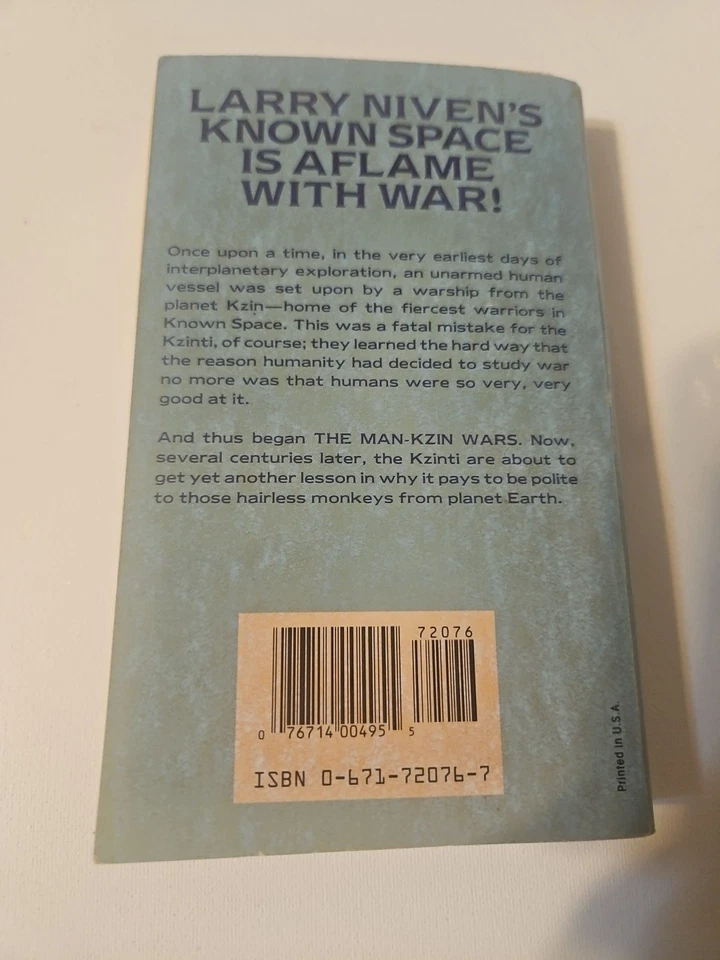 LARRY NIVEN'S
KNOWN SPACE
IS AFLAME
WITH WAR!
Once upon a time, in the very earliest days of
interplanetary exploration, an unarmed human
vessel was set upon by a warship from the
planet Kzin—home of the fiercest warriors in
Known Space. This was a fatal mistake for the
Kzinti, of course; they learned the hard way that
the reason humanity had decided to study war
no more was that humans were so very, very
good at it.
And thus began THE MAN-KZIN WARS. Now,
several centuries later, the Kzinti are about to
get yet another lesson in why it pays to be polite
to those hairless monkeys from planet Earth.
72076
0 76714 00495 5
ISBN 0-671-72076-7
Printed in U.S.A.